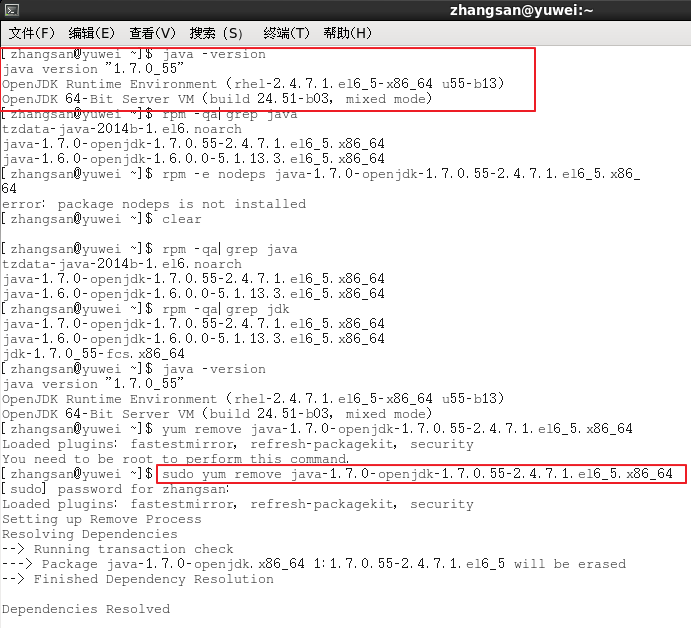 zhangsan@yuwei:~
文件(F) 编辑(E) 查看(V) 搜索 (S) 终端(T) 帮助(H)
[zhangsan@yuwei ~]$ java -version
java version "1.7.0_55"
OpenJDK Runtime Environment (rhel-2.4.7.1.el6_5-x86_64 u55-b13)
OpenJDK 64-Bit Server VM (build 24.51-b03, mixed mode)
[zhangsan@yuwei ~]$ rpm -qa|grep java
tzdata-java-2014b-1.el6.noarch
java-1.7.0-openjdk-1.7.0.55-2.4.7.1.el6_5.x86_64
java-1.6.0-openjdk-1.6.0.0-5.1.13.3.el6_5.x86_64
[zhangsan@yuwei ~]$ rpm -e nodeps java-1.7.0-openjdk-1.7.0.55-2.4.7.1.el6_5.x86_
64
error: package nodeps is not installed
[zhangsan@yuwei ~]$ clear
[zhangsan@yuwei ~]$ rpm -qa|grep java
tzdata-java-2014b-1.el6.noarch
java-1.7.0-openjdk-1.7.0.55-2.4.7.1.el6_5.x86_64
java-1.6.0-openjdk-1.6.0.0-5.1.13.3.el6_5.x86_64
[zhangsan@yuwei ~]$ rpm -qa|grep jdk
java-1.7.0-openjdk-1.7.0.55-2.4.7.1.el6_5.x86_64
java-1.6.0-openjdk-1.6.0.0-5.1.13.3.el6_5.x86_64
jdk-1.7.0_55-fcs.x86_64
[zhangsan@yuwei ~]$ java -version
java version "1.7.0_55"
OpenJDK Runtime Environment (rhel-2.4.7.1.el6_5-x86_64 u55-b13)
OpenJDK 64-Bit Server VM (build 24.51-b03, mixed mode)
[zhangsan@yuwei ~]$ yum remove java-1.7.0-openjdk-1.7.0.55-2.4.7.1.el6_5.x86_64
Loaded plugins: fastestmirror, refresh-packagekit, security
You need to be root to perform this command.
[zhangsan@yuwei ~]$ sudo yum remove java-1.7.0-openjdk-1.7.0.55-2.4.7.1.el6_5.x86_64
[sudo] password for zhangsan:
Loaded plugins: fastestmirror, refresh-packagekit, security
Setting up Remove Process
Resolving Dependencies
--> Running transaction check
---> Package java-1.7.0-openjdk.x86_64 1:1.7.0.55-2.4.7.1.el6_5 will be erased
--> Finished Dependency Resolution
Dependencies Resolved